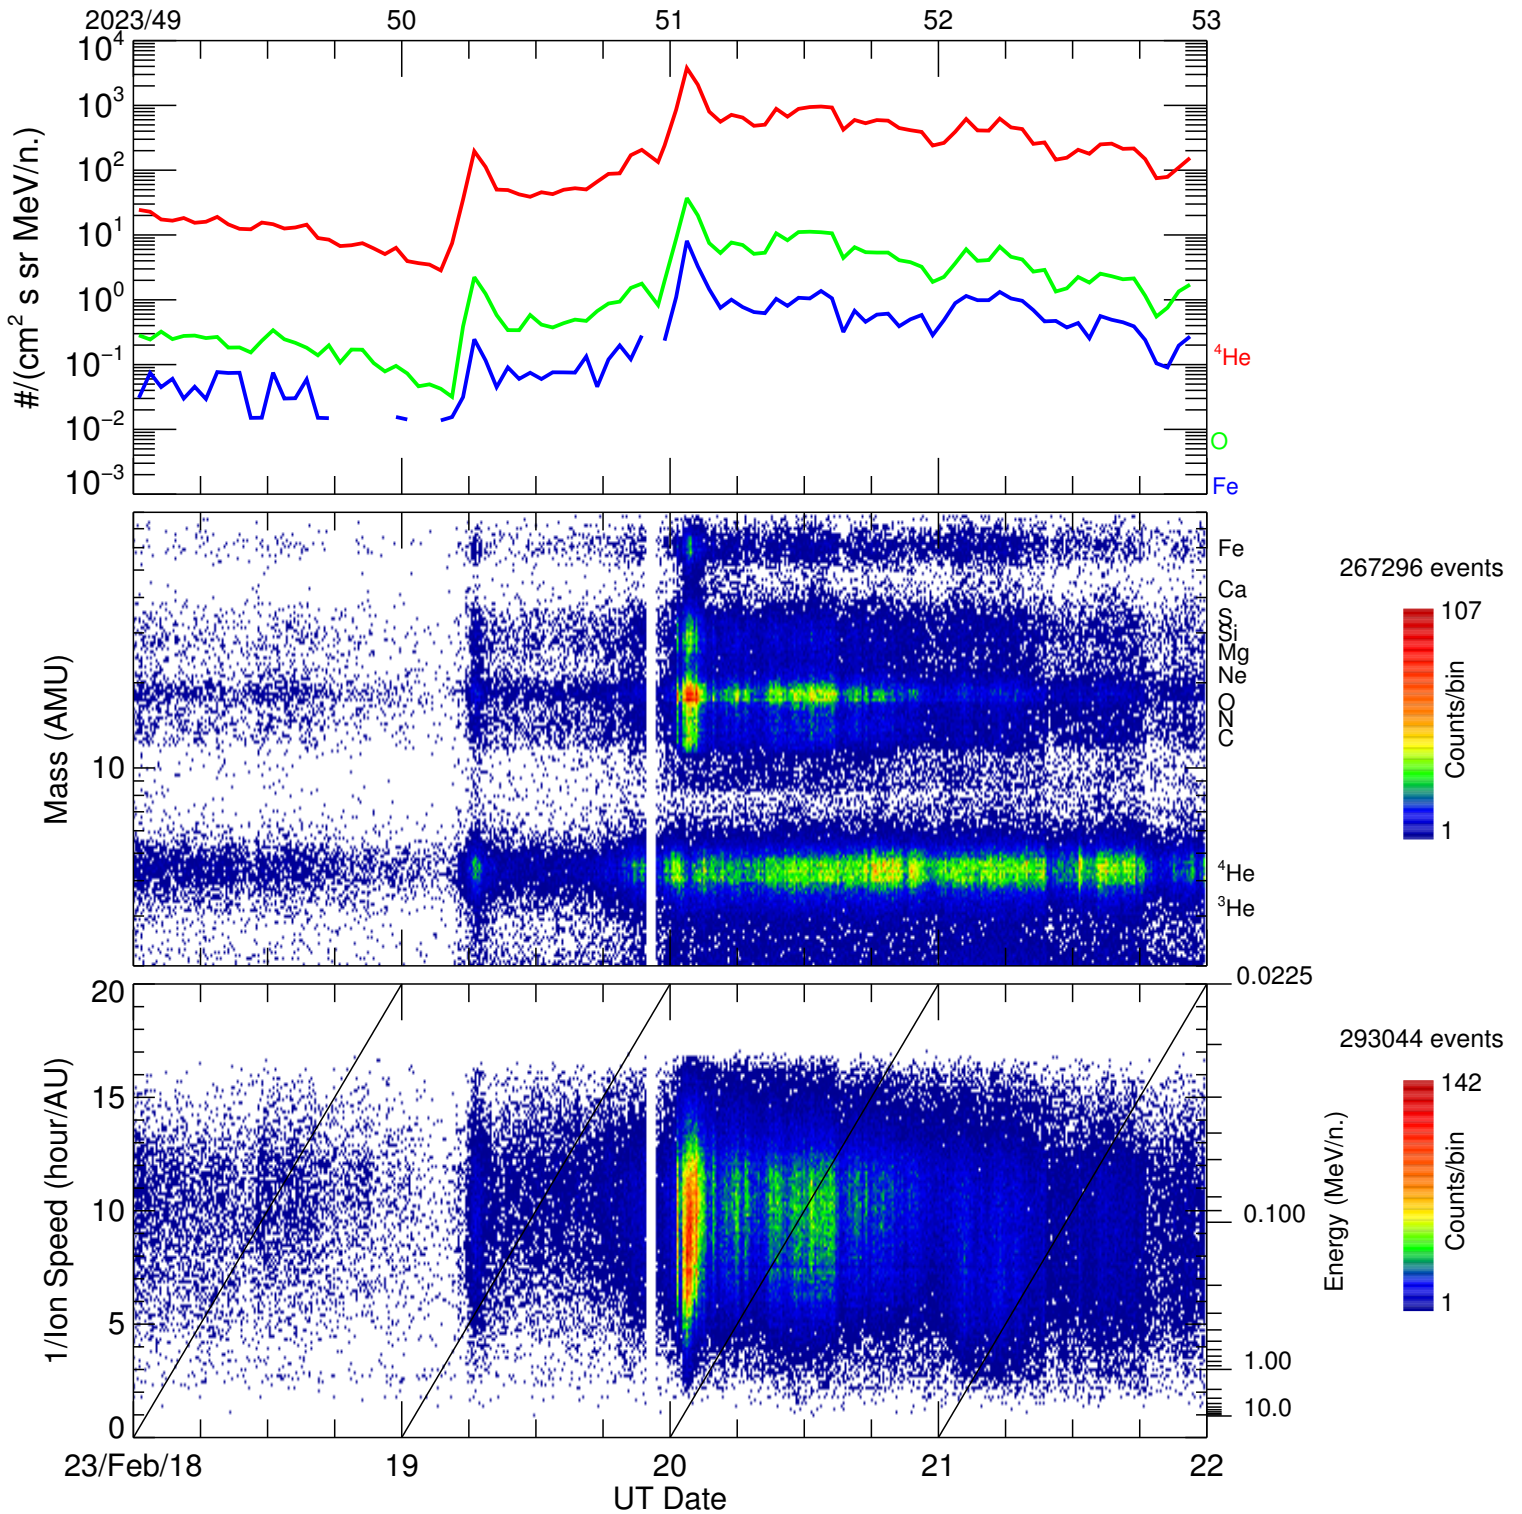 2023/49 50 51 52 53
10^4
10^3
10^2
10^1
10^0
10^−1
10^−2
10^−3
#/(cm^2 s sr MeV/n.)
^4He
O
Fe
Mass (AMU)
10
Fe
Ca
S
Si
Mg
Ne
O
N
C
^4He
^3He
267296 events
107
Counts/bin
1
20
15
10
5
0
1/Ion Speed (hour/AU)
0.0225
0.100
1.00
10.0
Energy (MeV/n.)
293044 events
142
Counts/bin
1
23/Feb/18 19 20 21 22
UT Date